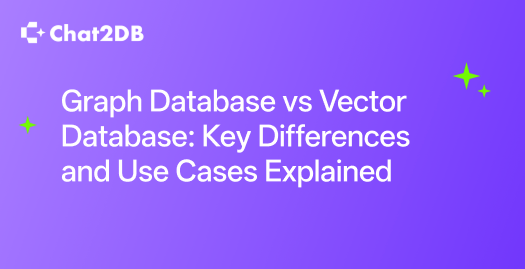 Chat2DB
Graph Database vs Vector
Database: Key Differences
and Use Cases Explained